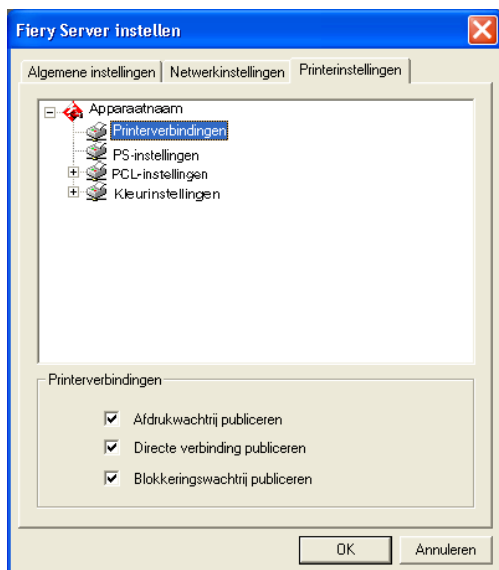 Fiery Server instellen
Algemene instellingen Netwerkinstellingen Printerinstellingen
Apparaatnaam
Printerverbindingen
PS-instellingen
PCL-instellingen
Kleurinstellingen
Printerverbindingen
Afdrukwachtrij publiceren
Directe verbinding publiceren
Blokkeringswachtrij publiceren
OK Annuleren